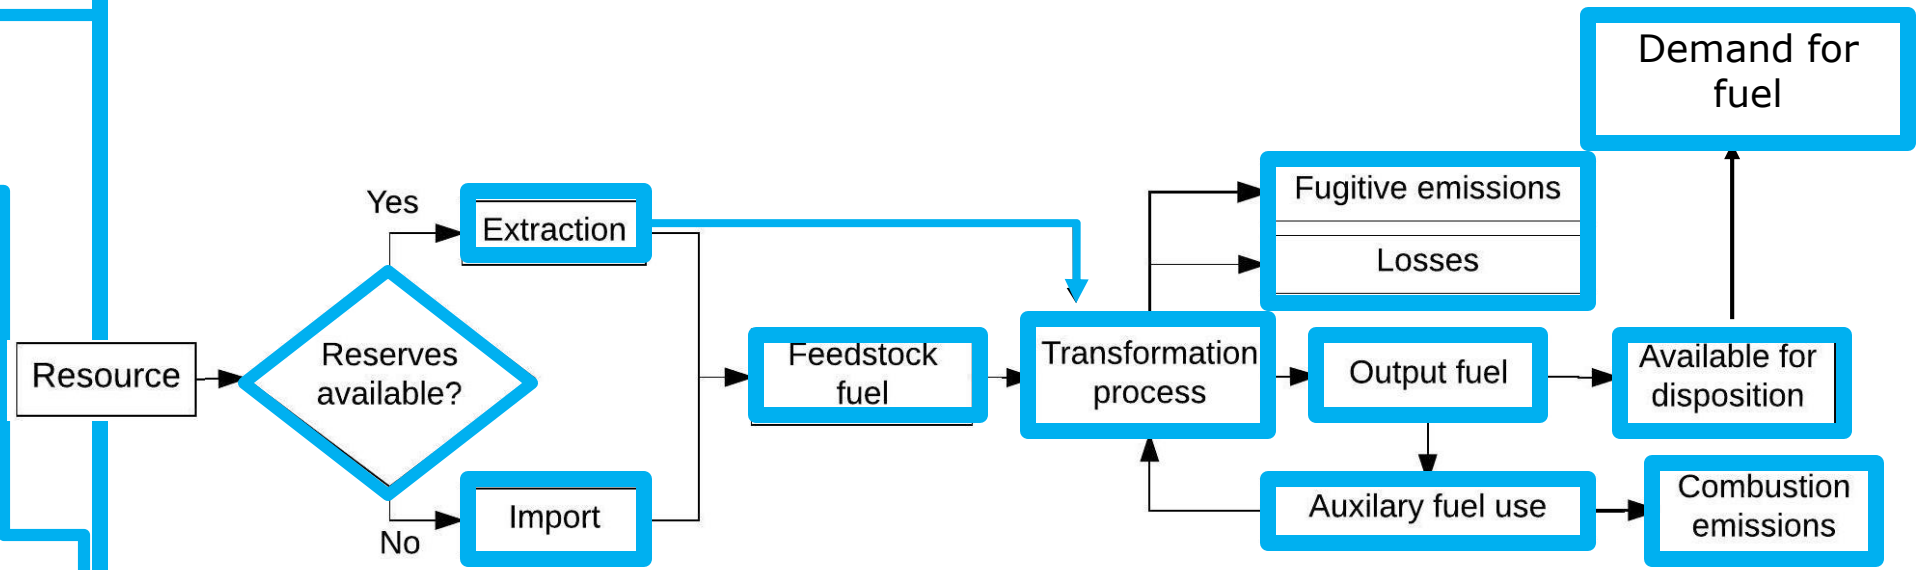 Demand for
fuel
Fugitive emissions
Yes
Extraction
Losses
Reserves
available?
Resource
Feedstock
fuel
Transformation
process
Output fuel
Available for
disposition
Import
No
Auxilary fuel use
Combustion
emissions